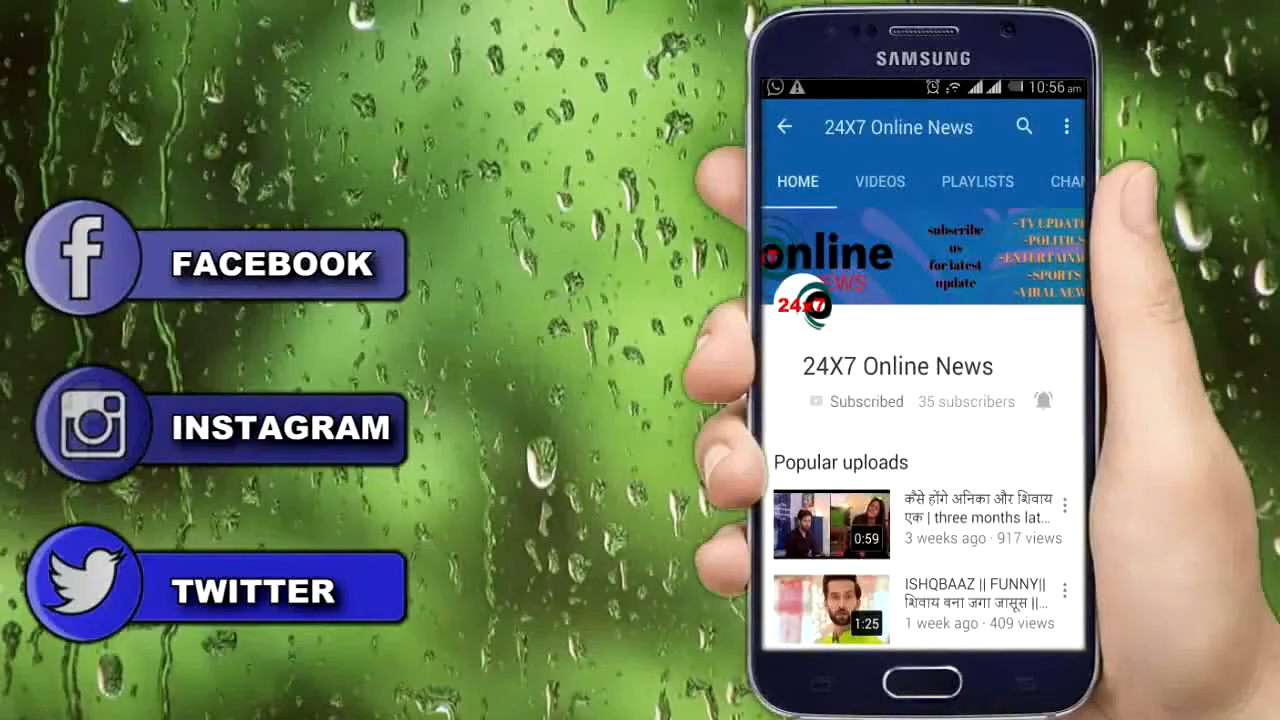 FACEBOOK
INSTAGRAM
TWITTER
SAMSUNG
10:56 am
24X7 Online News
HOME VIDEOS PLAYLISTS CHAN
online
NEWS
24x7
subscribe
us
for latest
update
~TV UPDATE
~POLITICS
~ENTERTAINM
~SPORTS
~VIRAL NEW
24X7 Online News
Subscribed 35 subscribers
Popular uploads
0:59
कैसे होंगे अनिका और शिवाय
एक | three months lat...
3 weeks ago · 917 views
1:25
ISHQBAAZ || FUNNY||
शिवाय बना जगा जासूस ||...
1 week ago · 409 views